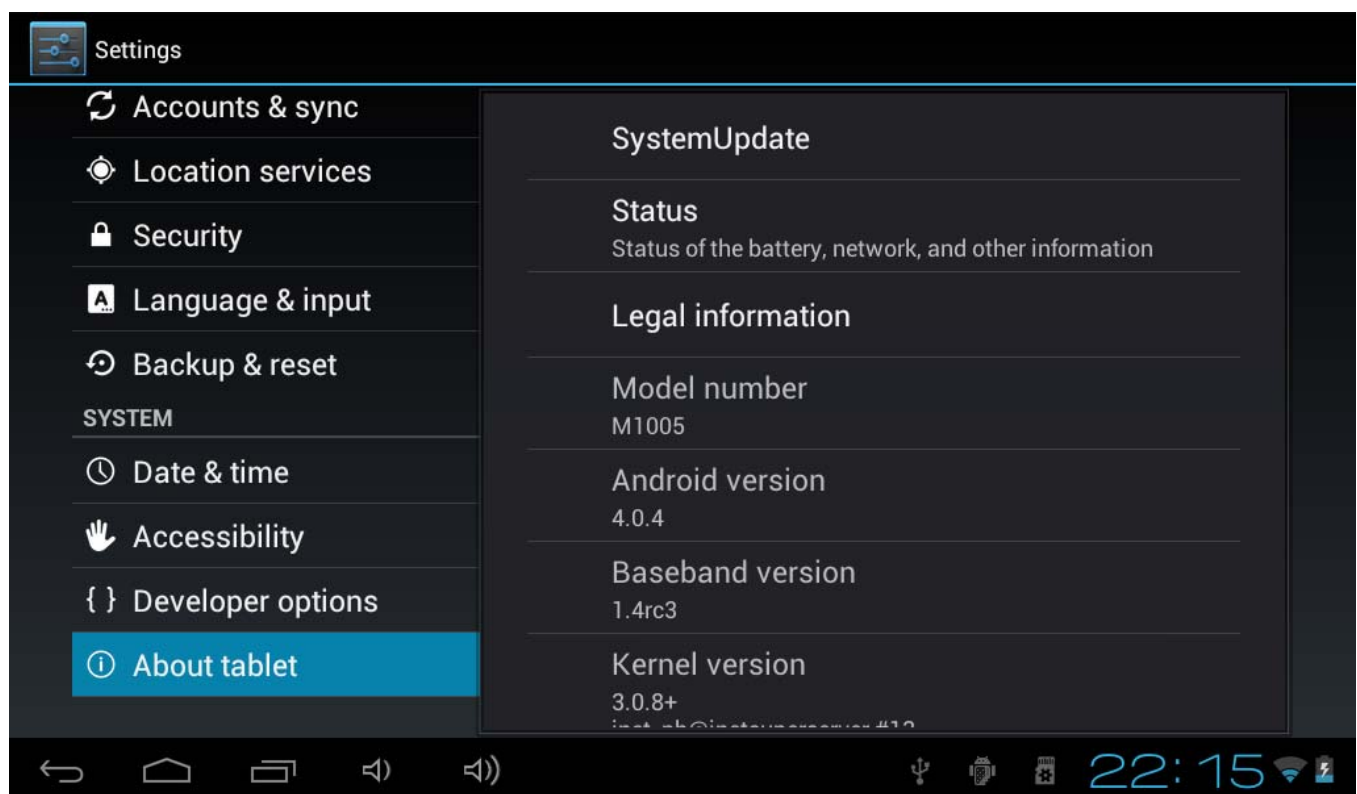 Settings
Accounts & sync
Location services
Security
Language & input
Backup & reset
SYSTEM
Date & time
Accessibility
{ } Developer options
About tablet
SystemUpdate
Status
Status of the battery, network, and other information
Legal information
Model number
M1005
Android version
4.0.4
Baseband version
1.4rc3
Kernel version
3.0.8+
22:15